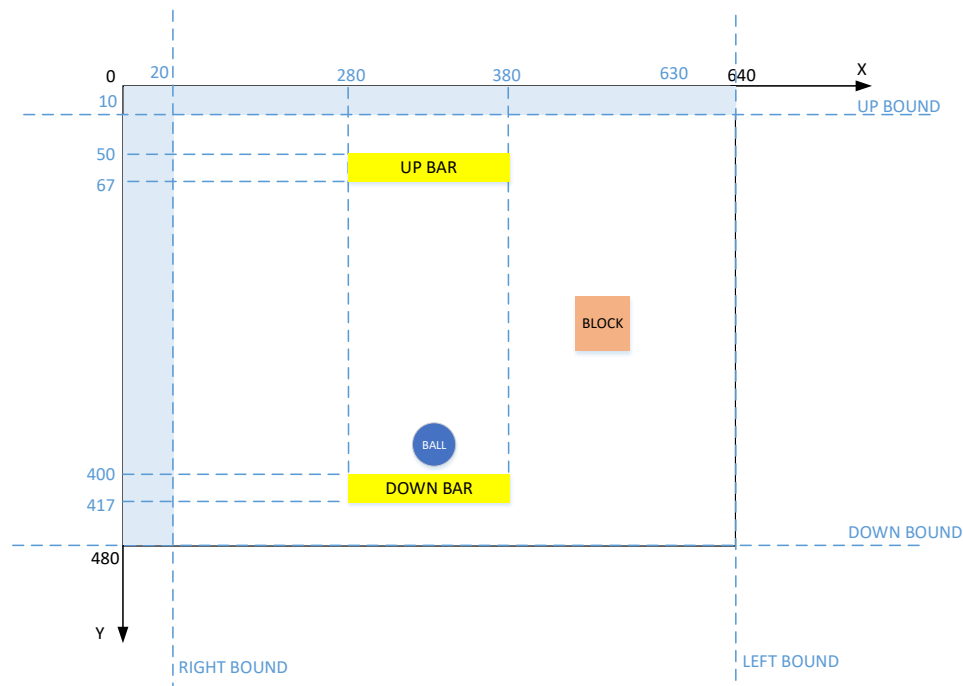 0
20
280
380
630
640
X
10
UP BOUND
50
UP BAR
67
BLOCK
BALL
400
DOWN BAR
417
DOWN BOUND
480
Y
RIGHT BOUND
LEFT BOUND